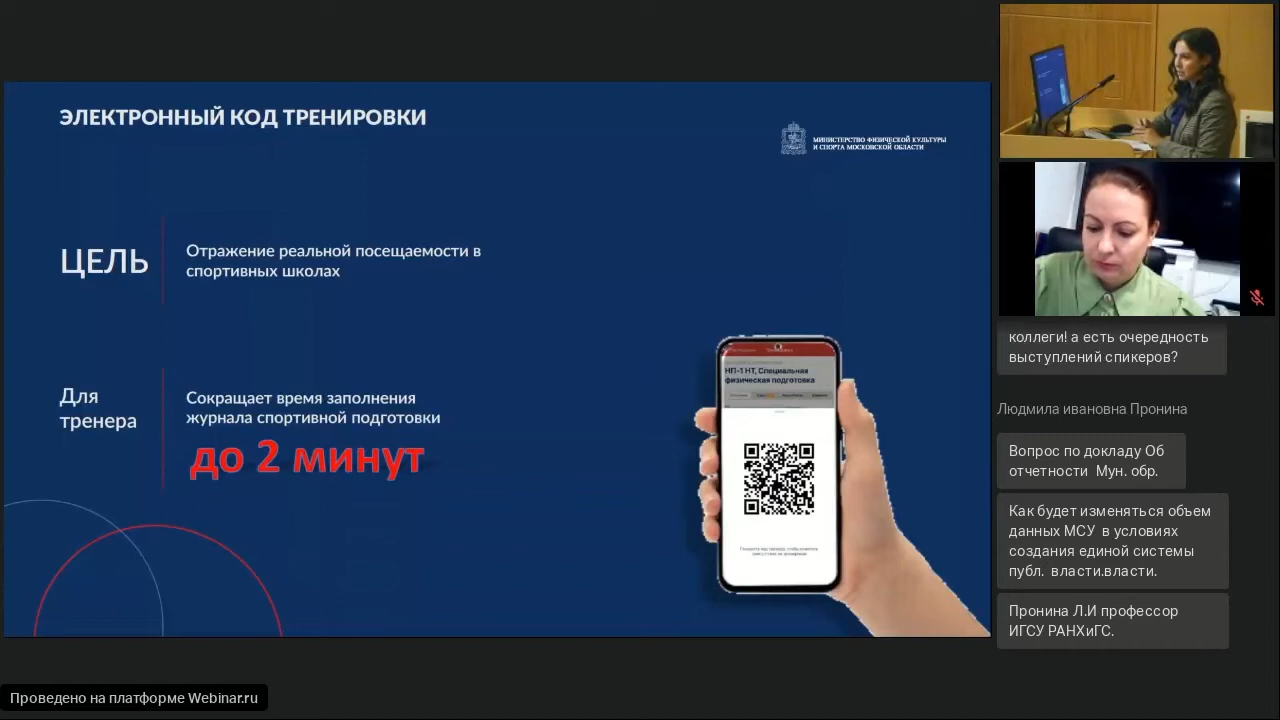 ЭЛЕКТРОННЫЙ КОД ТРЕНИРОВКИ
МИНИСТЕРСТВО ФИЗИЧЕСКОЙ КУЛЬТУРЫ
И СПОРТА МОСКОВСКОЙ ОБЛАСТИ
ЦЕЛЬ
Отражение реальной посещаемости в
спортивных школах
Для
тренера
Сокращает время заполнения
журнала спортивной подготовки
до 2 минут
НП-1 НТ, Специальная
физическая подготовка
коллеги! а есть очередность
выступлений спикеров?
Людмила ивановна Пронина
Вопрос по докладу Об
отчетности Мун. обр.
Как будет изменяться объем
данных МСУ в условиях
создания единой системы
публ. власти.власти.
Пронина Л.И профессор
ИГСУ РАНХиГС.
Проведено на платформе Webinar.ru